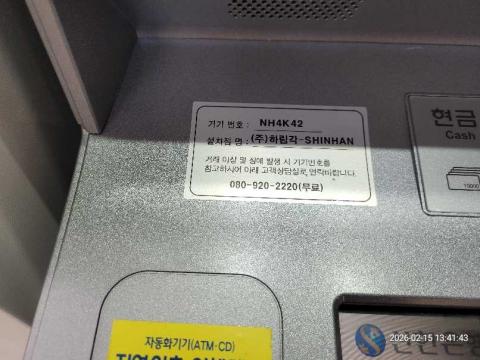 기기 번호 : NH4K42
설치점 명 : (주)하림각-SHINHAN
거래 이상 및 장애 발생 시 기기번호를
참고하시어 아래 고객상담실로, 연락바랍니다.
080-920-2220(무료)
현금
Cash
10000
자동화기기(ATM·CD)
2026-02-15 13:41:43